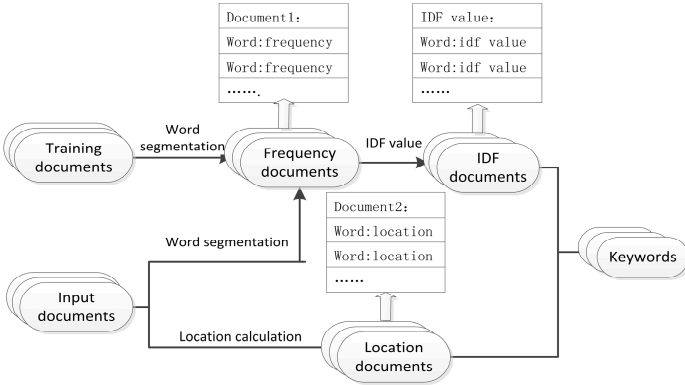 Document1:
Word:frequency
Word:frequency
…….
IDF value:
Word:idf value
Word:idf value
……
Training
documents
Word
segmentation
Frequency
documents
IDF value
IDF
documents
Document2:
Word:location
Word:location
……
Word segmentation
Keywords
Input
documents
Location calculation
Location
documents